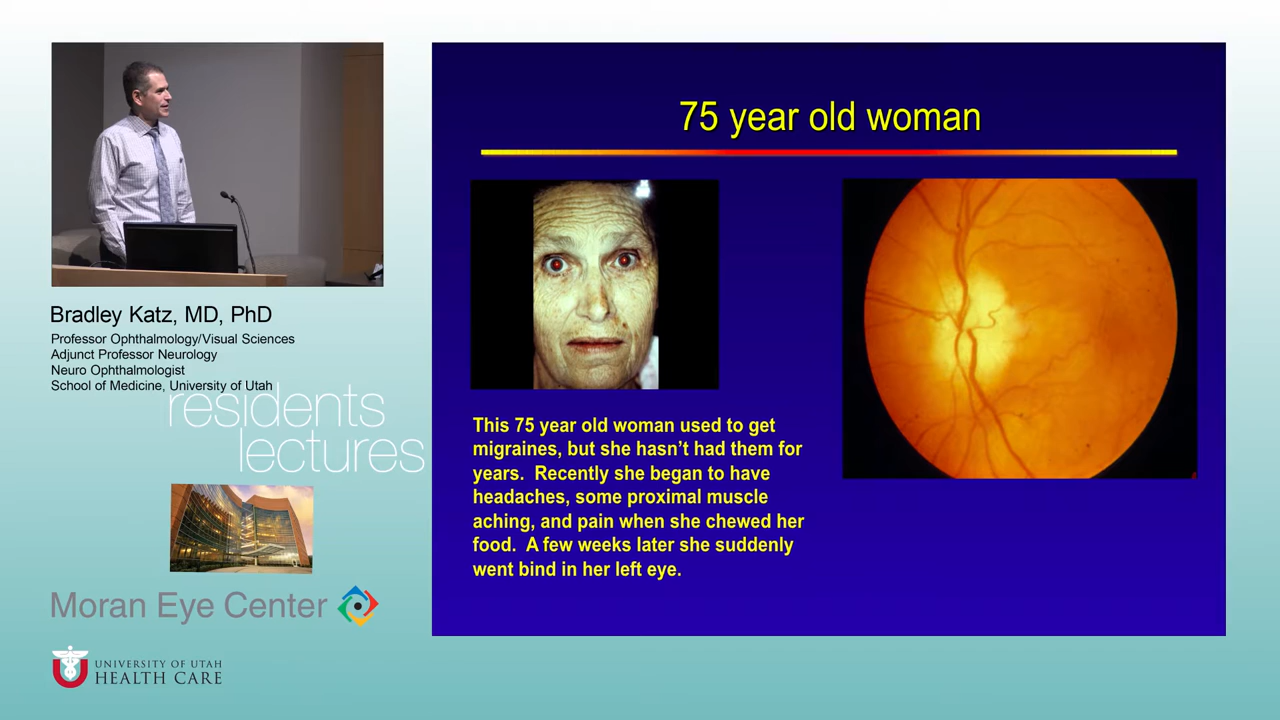 75 year old woman
Bradley Katz, MD, PhD
Professor Ophthalmology/Visual Sciences
Adjunct Professor Neurology
Neuro Ophthalmologist
School of Medicine, University of Utah
residents
lectures
Moran Eye Center
UNIVERSITY OF UTAH
HEALTH CARE
This 75 year old woman used to get
migraines, but she hasn’t had them for
years. Recently she began to have
headaches, some proximal muscle
aching, and pain when she chewed her
food. A few weeks later she suddenly
went bind in her left eye.